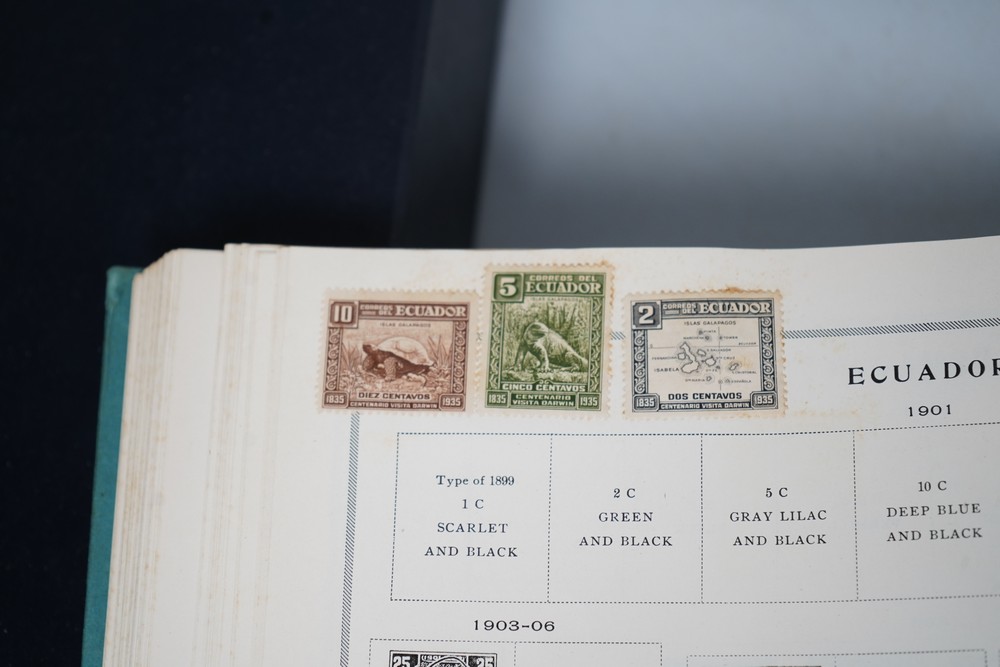 10 CORREOS DEL ECUADOR
ISLAS GALAPAGOS
DIEZ CENTAVOS
1835 CENTENARIO VISITA DARWIN 1935
5 CORREOS DEL
ECUADOR
ISLAS GALAPAGOS
CINCO CENTAVOS
1835 CENTENARIO VISITA DARWIN 1935
2 CORREOS DEL ECUADOR
ISLAS GALAPAGOS
ISABELA
DOS CENTAVOS
1835 CENTENARIO VISITA DARWIN 1935
ECUADOR
1901
Type of 1899
1 C
SCARLET
AND BLACK
2 C
GREEN
AND BLACK
5 C
GRAY LILAC
AND BLACK
10 C
DEEP BLUE
AND BLACK
1903-06
25 25